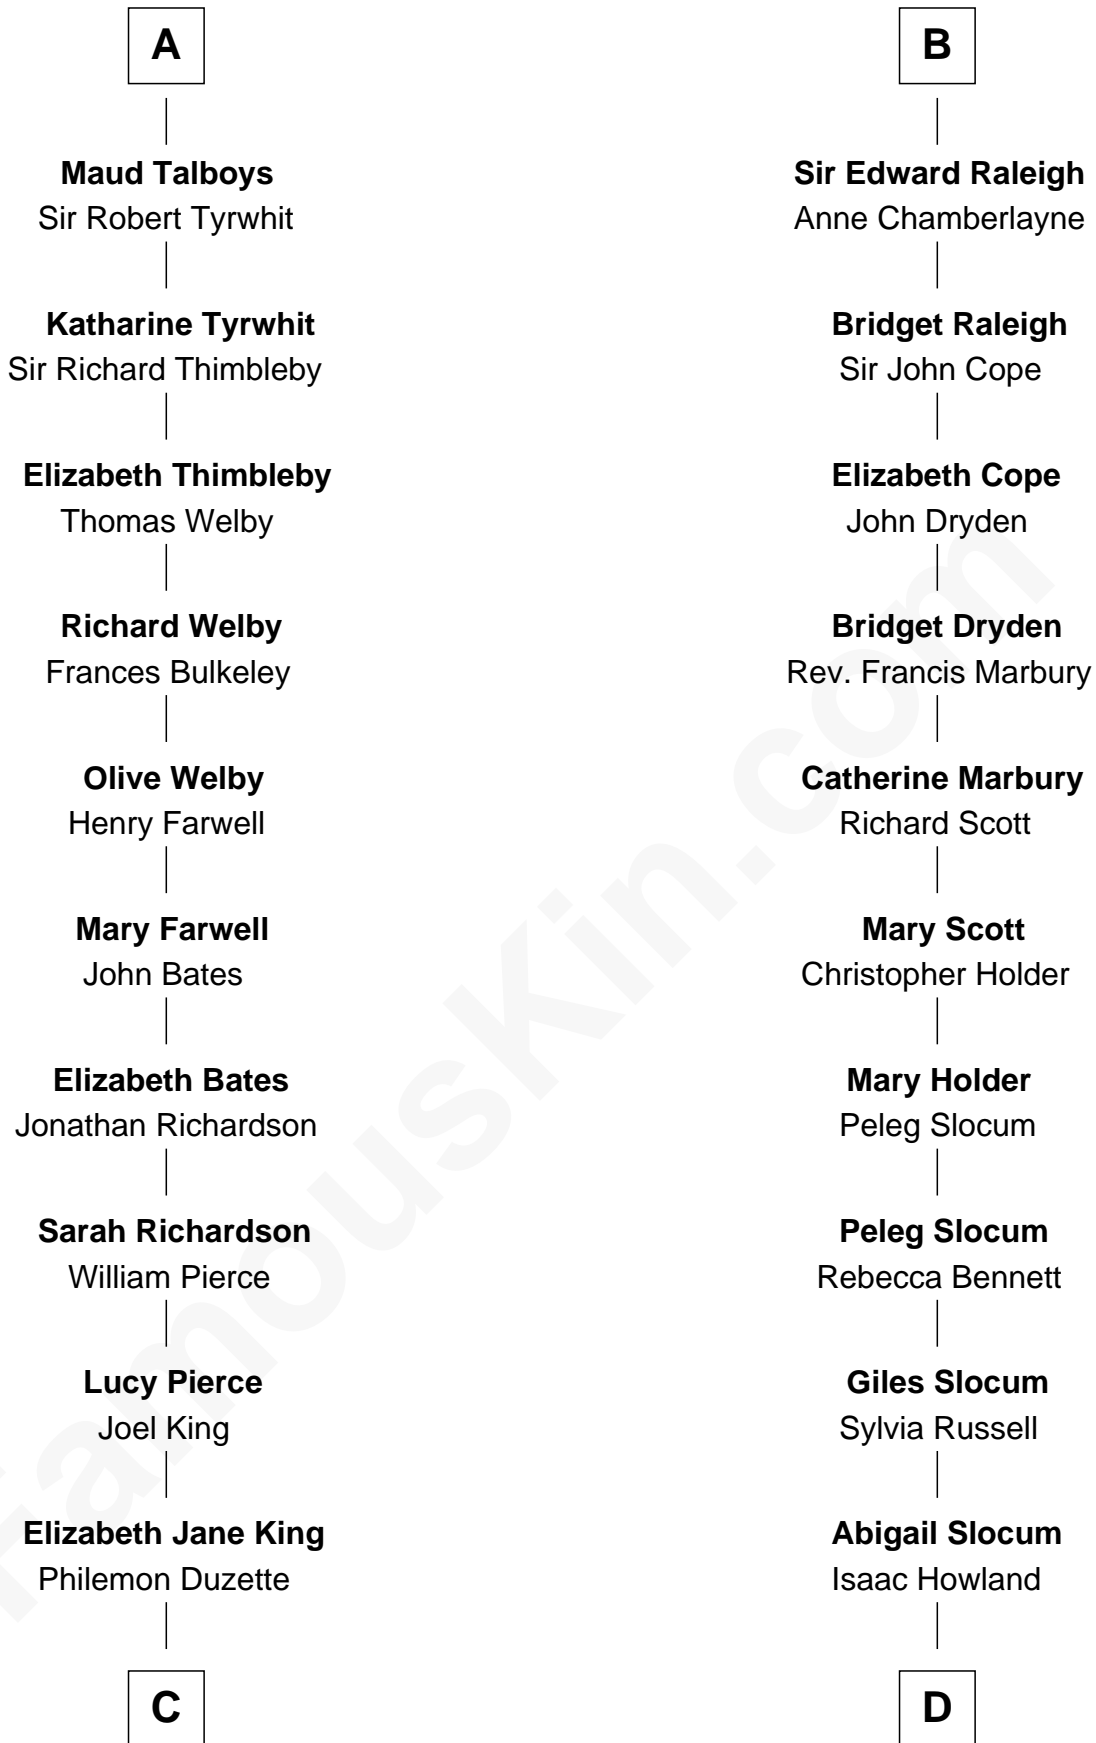 A
Maud Talboys
Sir Robert Tyrwhit
Katharine Tyrwhit
Sir Richard Thimbleby
Elizabeth Thimbleby
Thomas Welby
Richard Welby
Frances Bulkeley
Olive Welby
Henry Farwell
Mary Farwell
John Bates
Elizabeth Bates
Jonathan Richardson
Sarah Richardson
William Pierce
Lucy Pierce
Joel King
Elizabeth Jane King
Philemon Duzette
C
B
Sir Edward Raleigh
Anne Chamberlayne
Bridget Raleigh
Sir John Cope
Elizabeth Cope
John Dryden
Bridget Dryden
Rev. Francis Marbury
Catherine Marbury
Richard Scott
Mary Scott
Christopher Holder
Mary Holder
Peleg Slocum
Peleg Slocum
Rebecca Bennett
Giles Slocum
Sylvia Russell
Abigail Slocum
Isaac Howland
D
FamousKin.com